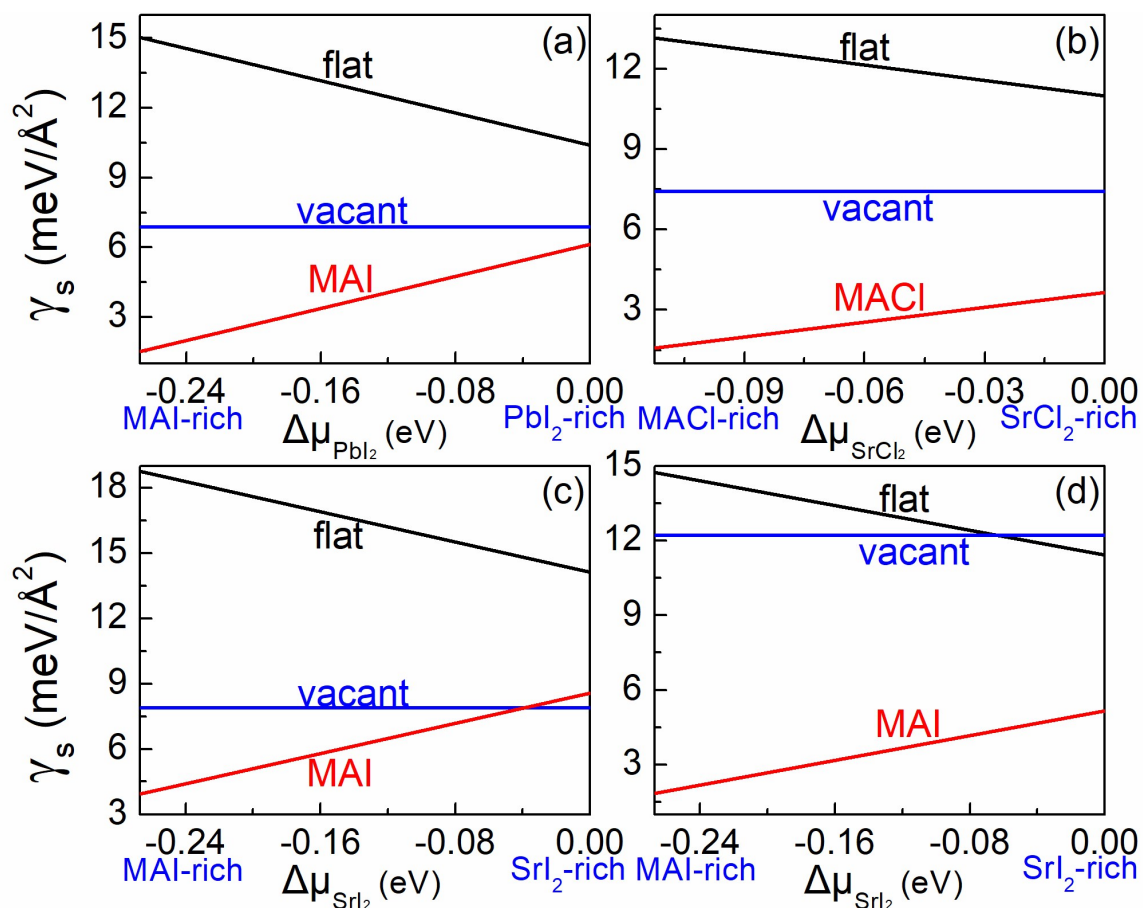 (a)
15
flat
12
9
vacant
6
MAI
3
γs (meV/Å²)
-0.24 -0.16 -0.08 0.00
MAI-rich PbI₂-rich
Δμ PbI₂ (eV)
(b)
flat
12
9
vacant
6
MACl
3
-0.09 -0.06 -0.03 0.00
MACl-rich SrCl₂-rich
Δμ SrCl₂ (eV)
(c)
18
flat
15
12
9
vacant
6
MAI
3
γs (meV/Å²)
-0.24 -0.16 -0.08 0.00
MAI-rich SrI₂-rich
Δμ SrI₂ (eV)
15
(d)
flat
12
vacant
9
6
MAI
3
-0.24 -0.16 -0.08 0.00
MAI-rich SrI₂-rich
Δμ SrI₂ (eV)